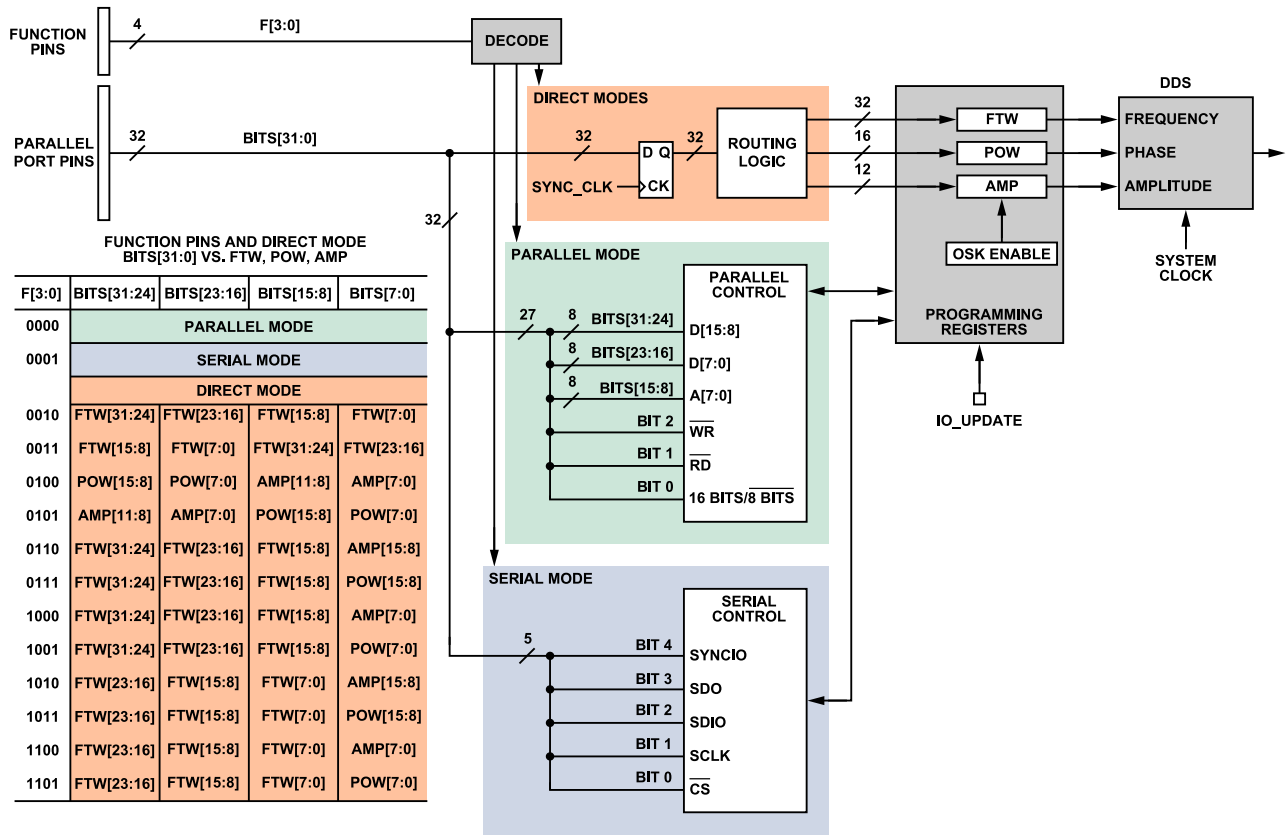 FUNCTION
PINS
4
F[3:0]
DECODE
PARALLEL
PORT PINS
32
BITS[31:0]
32
DIRECT MODES
32
D Q
CK
SYNC_CLK
32
ROUTING
LOGIC
32
16
12
FTW
POW
AMP
OSK ENABLE
PROGRAMMING
REGISTERS
IO_UPDATE
DDS
FREQUENCY
PHASE
AMPLITUDE
SYSTEM
CLOCK
FUNCTION PINS AND DIRECT MODE
BITS[31:0] VS. FTW, POW, AMP
F[3:0] BITS[31:24] BITS[23:16] BITS[15:8] BITS[7:0]
0000 PARALLEL MODE
0001 SERIAL MODE
DIRECT MODE
0010 FTW[31:24] FTW[23:16] FTW[15:8] FTW[7:0]
0011 FTW[15:8] FTW[7:0] FTW[31:24] FTW[23:16]
0100 POW[15:8] POW[7:0] AMP[11:8] AMP[7:0]
0101 AMP[11:8] AMP[7:0] POW[15:8] POW[7:0]
0110 FTW[31:24] FTW[23:16] FTW[15:8] AMP[15:8]
0111 FTW[31:24] FTW[23:16] FTW[15:8] POW[15:8]
1000 FTW[31:24] FTW[23:16] FTW[15:8] AMP[7:0]
1001 FTW[31:24] FTW[23:16] FTW[15:8] POW[7:0]
1010 FTW[23:16] FTW[15:8] FTW[7:0] AMP[15:8]
1011 FTW[23:16] FTW[15:8] FTW[7:0] POW[15:8]
1100 FTW[23:16] FTW[15:8] FTW[7:0] AMP[7:0]
1101 FTW[23:16] FTW[15:8] FTW[7:0] POW[7:0]
PARALLEL MODE
PARALLEL
CONTROL
27
8 BITS[31:24] D[15:8]
8 BITS[23:16] D[7:0]
8 BITS[15:8] A[7:0]
BIT 2 W̅R̅
BIT 1 R̅D̅
BIT 0 16 BITS/8̅ B̅I̅T̅S̅
SERIAL MODE
SERIAL
CONTROL
5
BIT 4 SYNCIO
BIT 3 SDO
BIT 2 SDIO
BIT 1 SCLK
BIT 0 C̅S̅